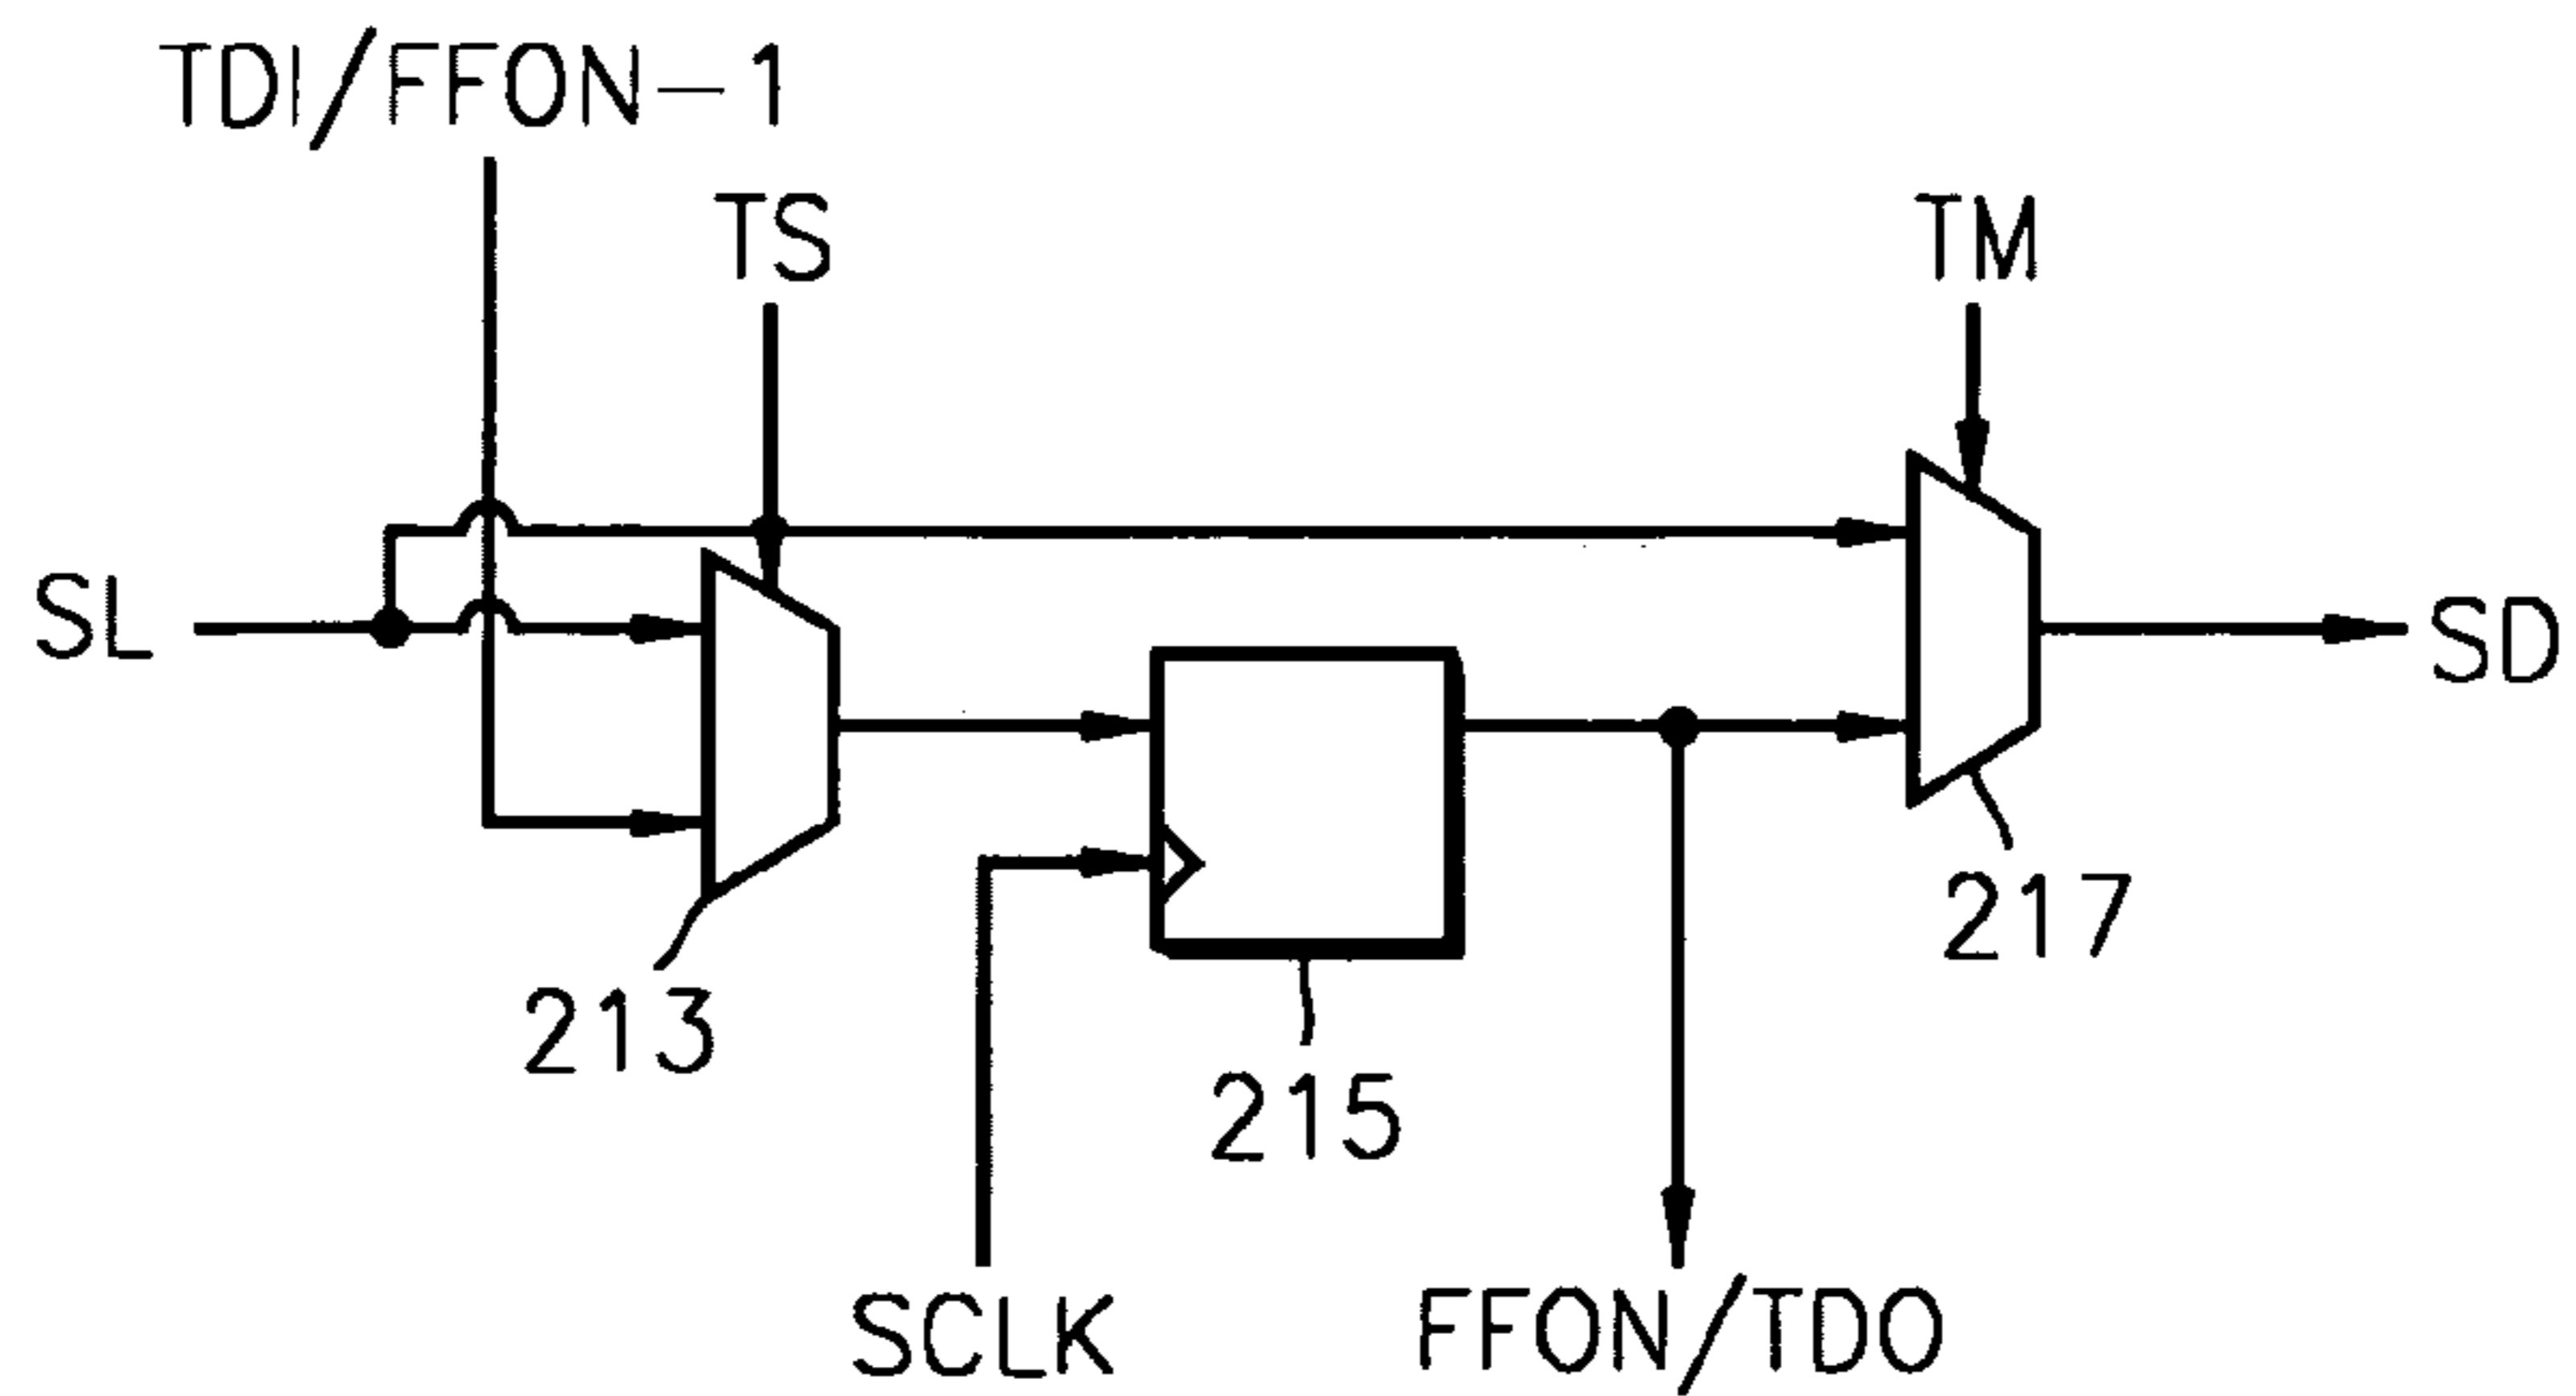 TDI/FFON-1
TS
TM
SL
SD
217
213
215
SCLK
FFON/TDO